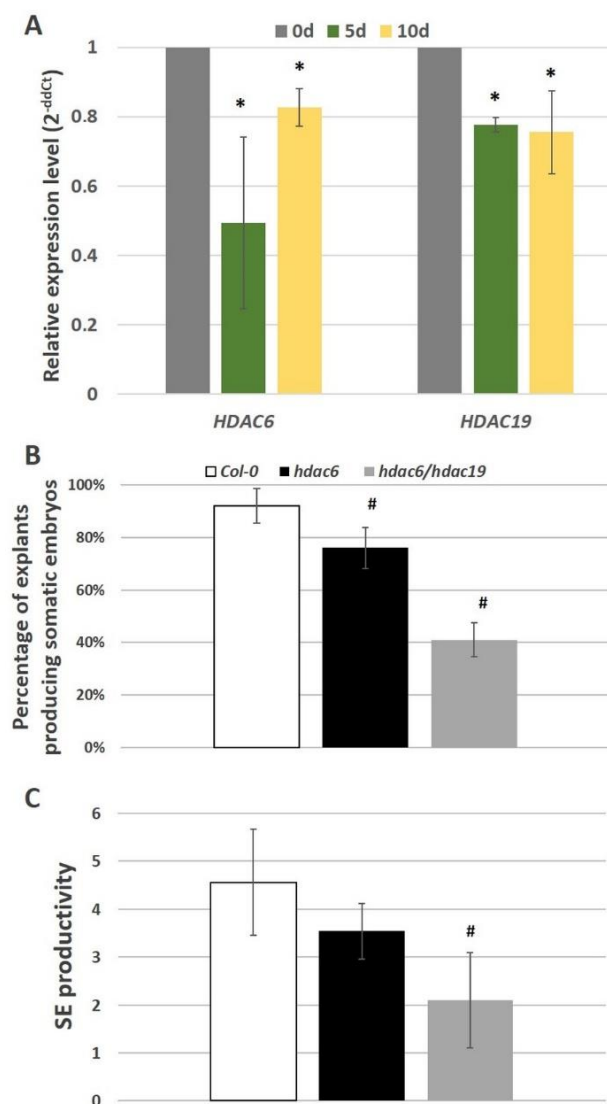 A
0d 5d 10d
Relative expression level (2-ddCt)
1
0.8
0.6
0.4
0.2
0
* * * *
HDAC6 HDAC19
B
Col-0 hdac6 hdac6/hdac19
Percentage of explants
producing somatic embryos
100%
80%
60%
40%
20%
0%
# #
C
SE productivity
6
5
4
3
2
1
0
#